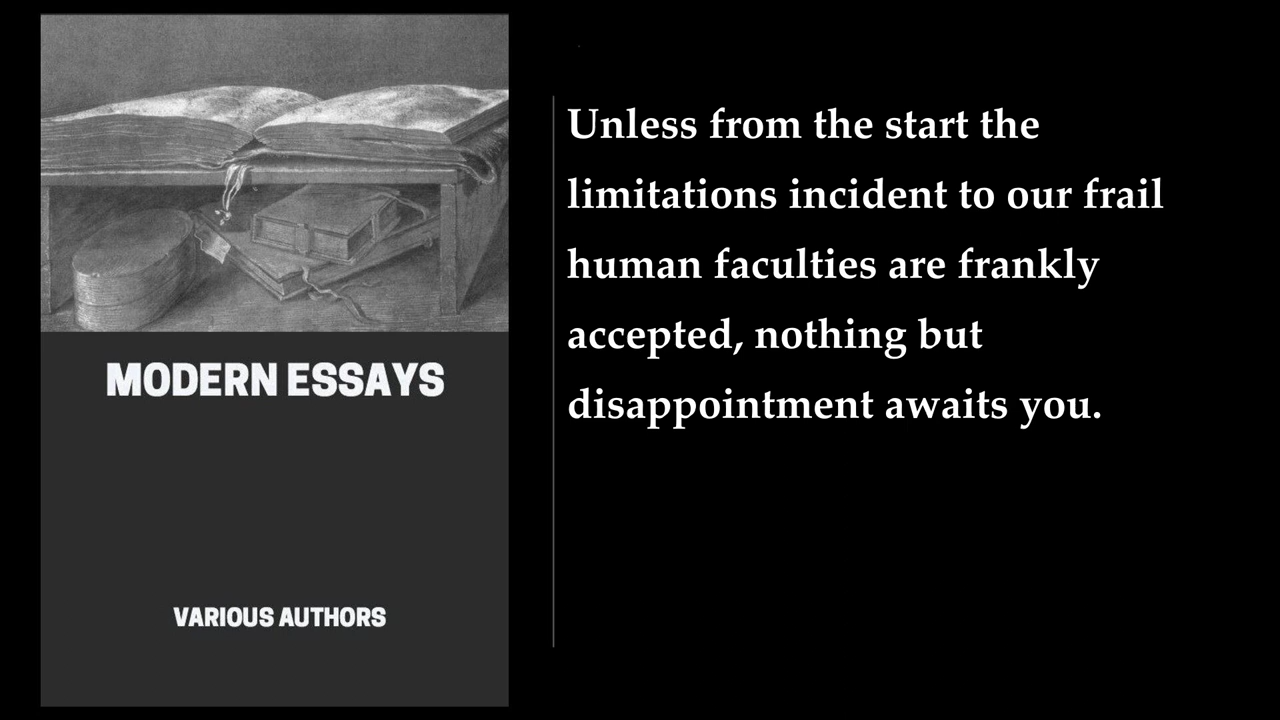 MODERN ESSAYS
VARIOUS AUTHORS
Unless from the start the
limitations incident to our frail
human faculties are frankly
accepted, nothing but
disappointment awaits you.